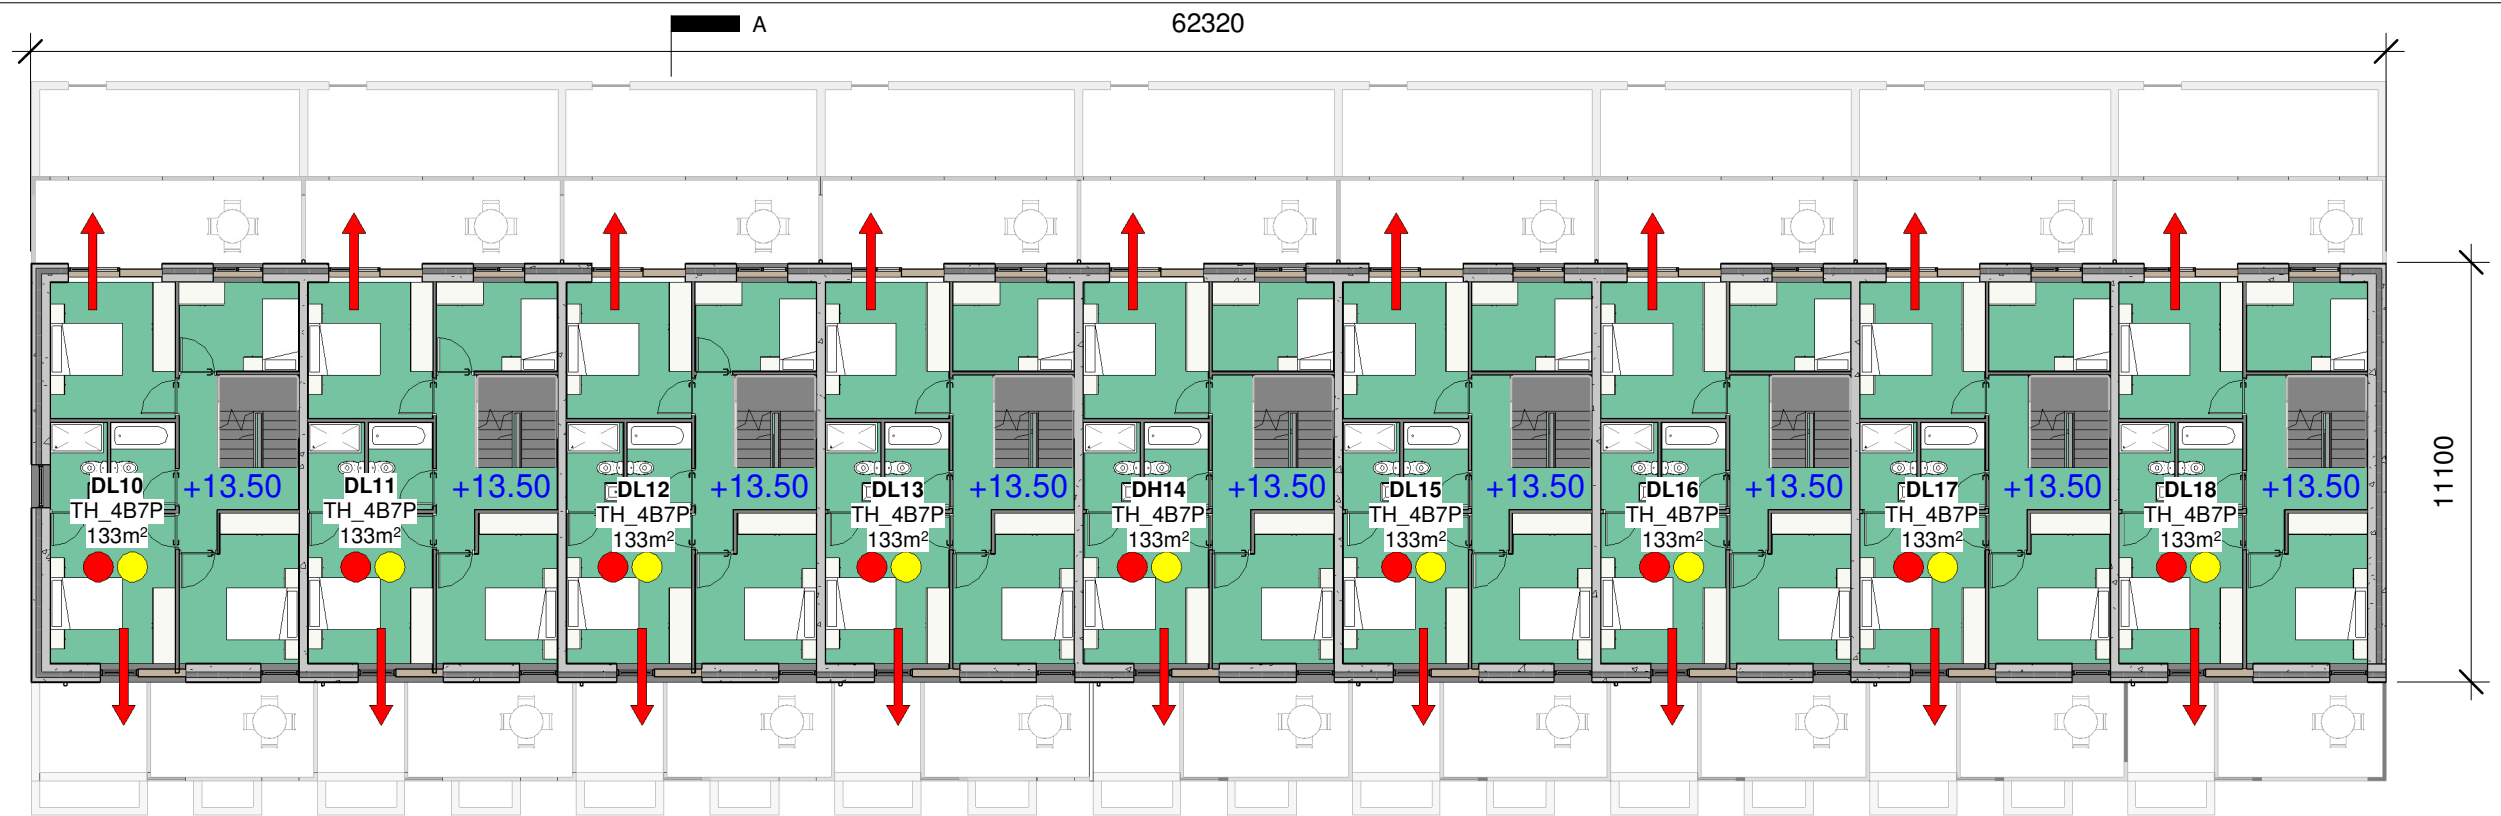 A
62320
DL10
TH_4B7P
133m²
+13.50
DL11
TH_4B7P
133m²
+13.50
DL12
TH_4B7P
133m²
+13.50
DL13
TH_4B7P
133m²
+13.50
DH14
TH_4B7P
133m²
+13.50
DL15
TH_4B7P
133m²
+13.50
DL16
TH_4B7P
133m²
+13.50
DL17
TH_4B7P
133m²
+13.50
DL18
TH_4B7P
133m²
+13.50
11100